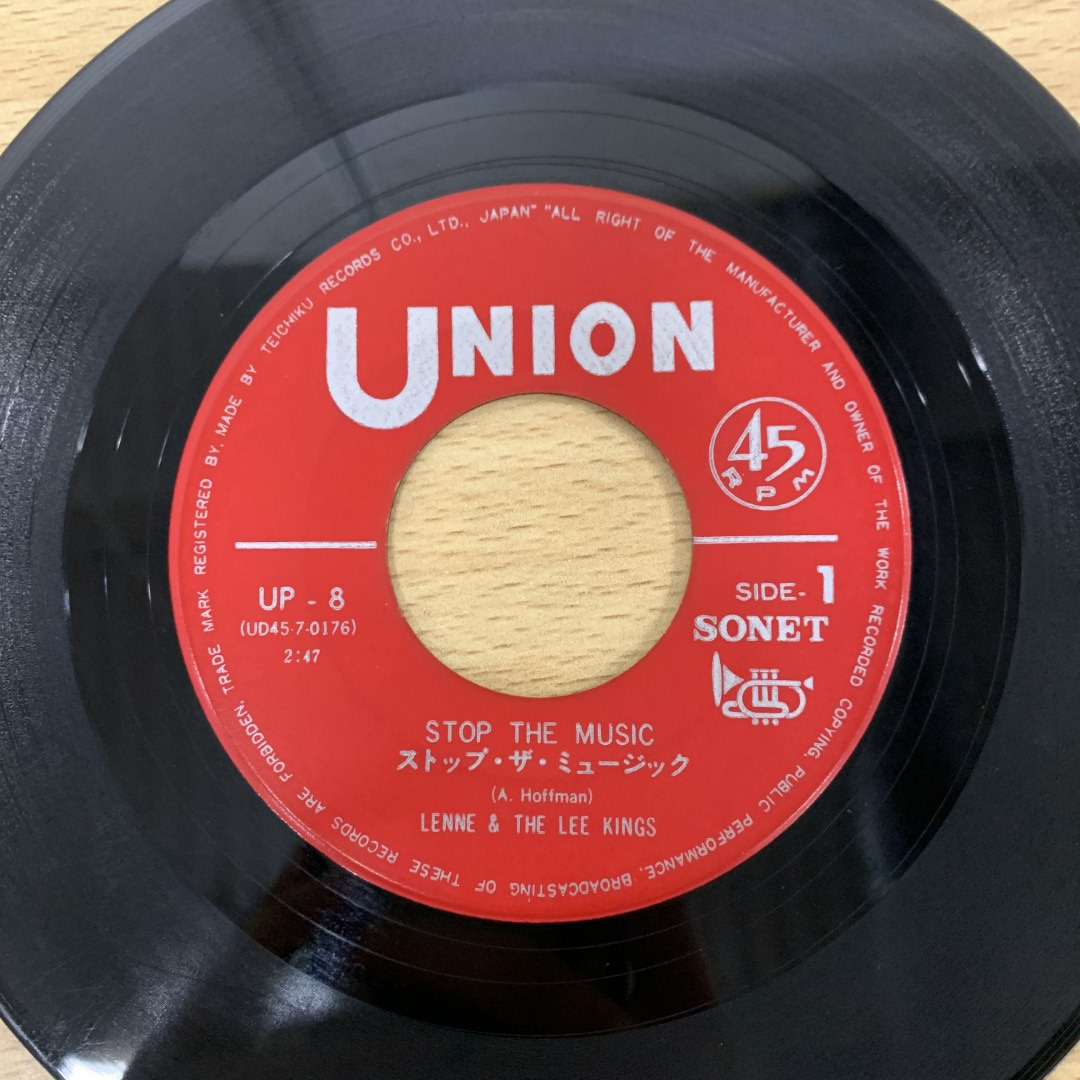 TRADE MARK REGISTERED BY. MADE BY TEICHIKU RECORDS CO., LTD., JAPAN" "ALL RIGHT OF THE MANUFACTURER AND OWNER OF THE WORK RECORDED COPYING, PUBLIC PERFORMANCE, BROADCASTING OF THESE RECORDS ARE FORBIDDEN,
UNION
45
RPM
UP - 8
(UD45-7-0176)
2:47
SIDE-1
SONET
STOP THE MUSIC
ストップ・ザ・ミュージック
(A. Hoffman)
LENNE & THE LEE KINGS